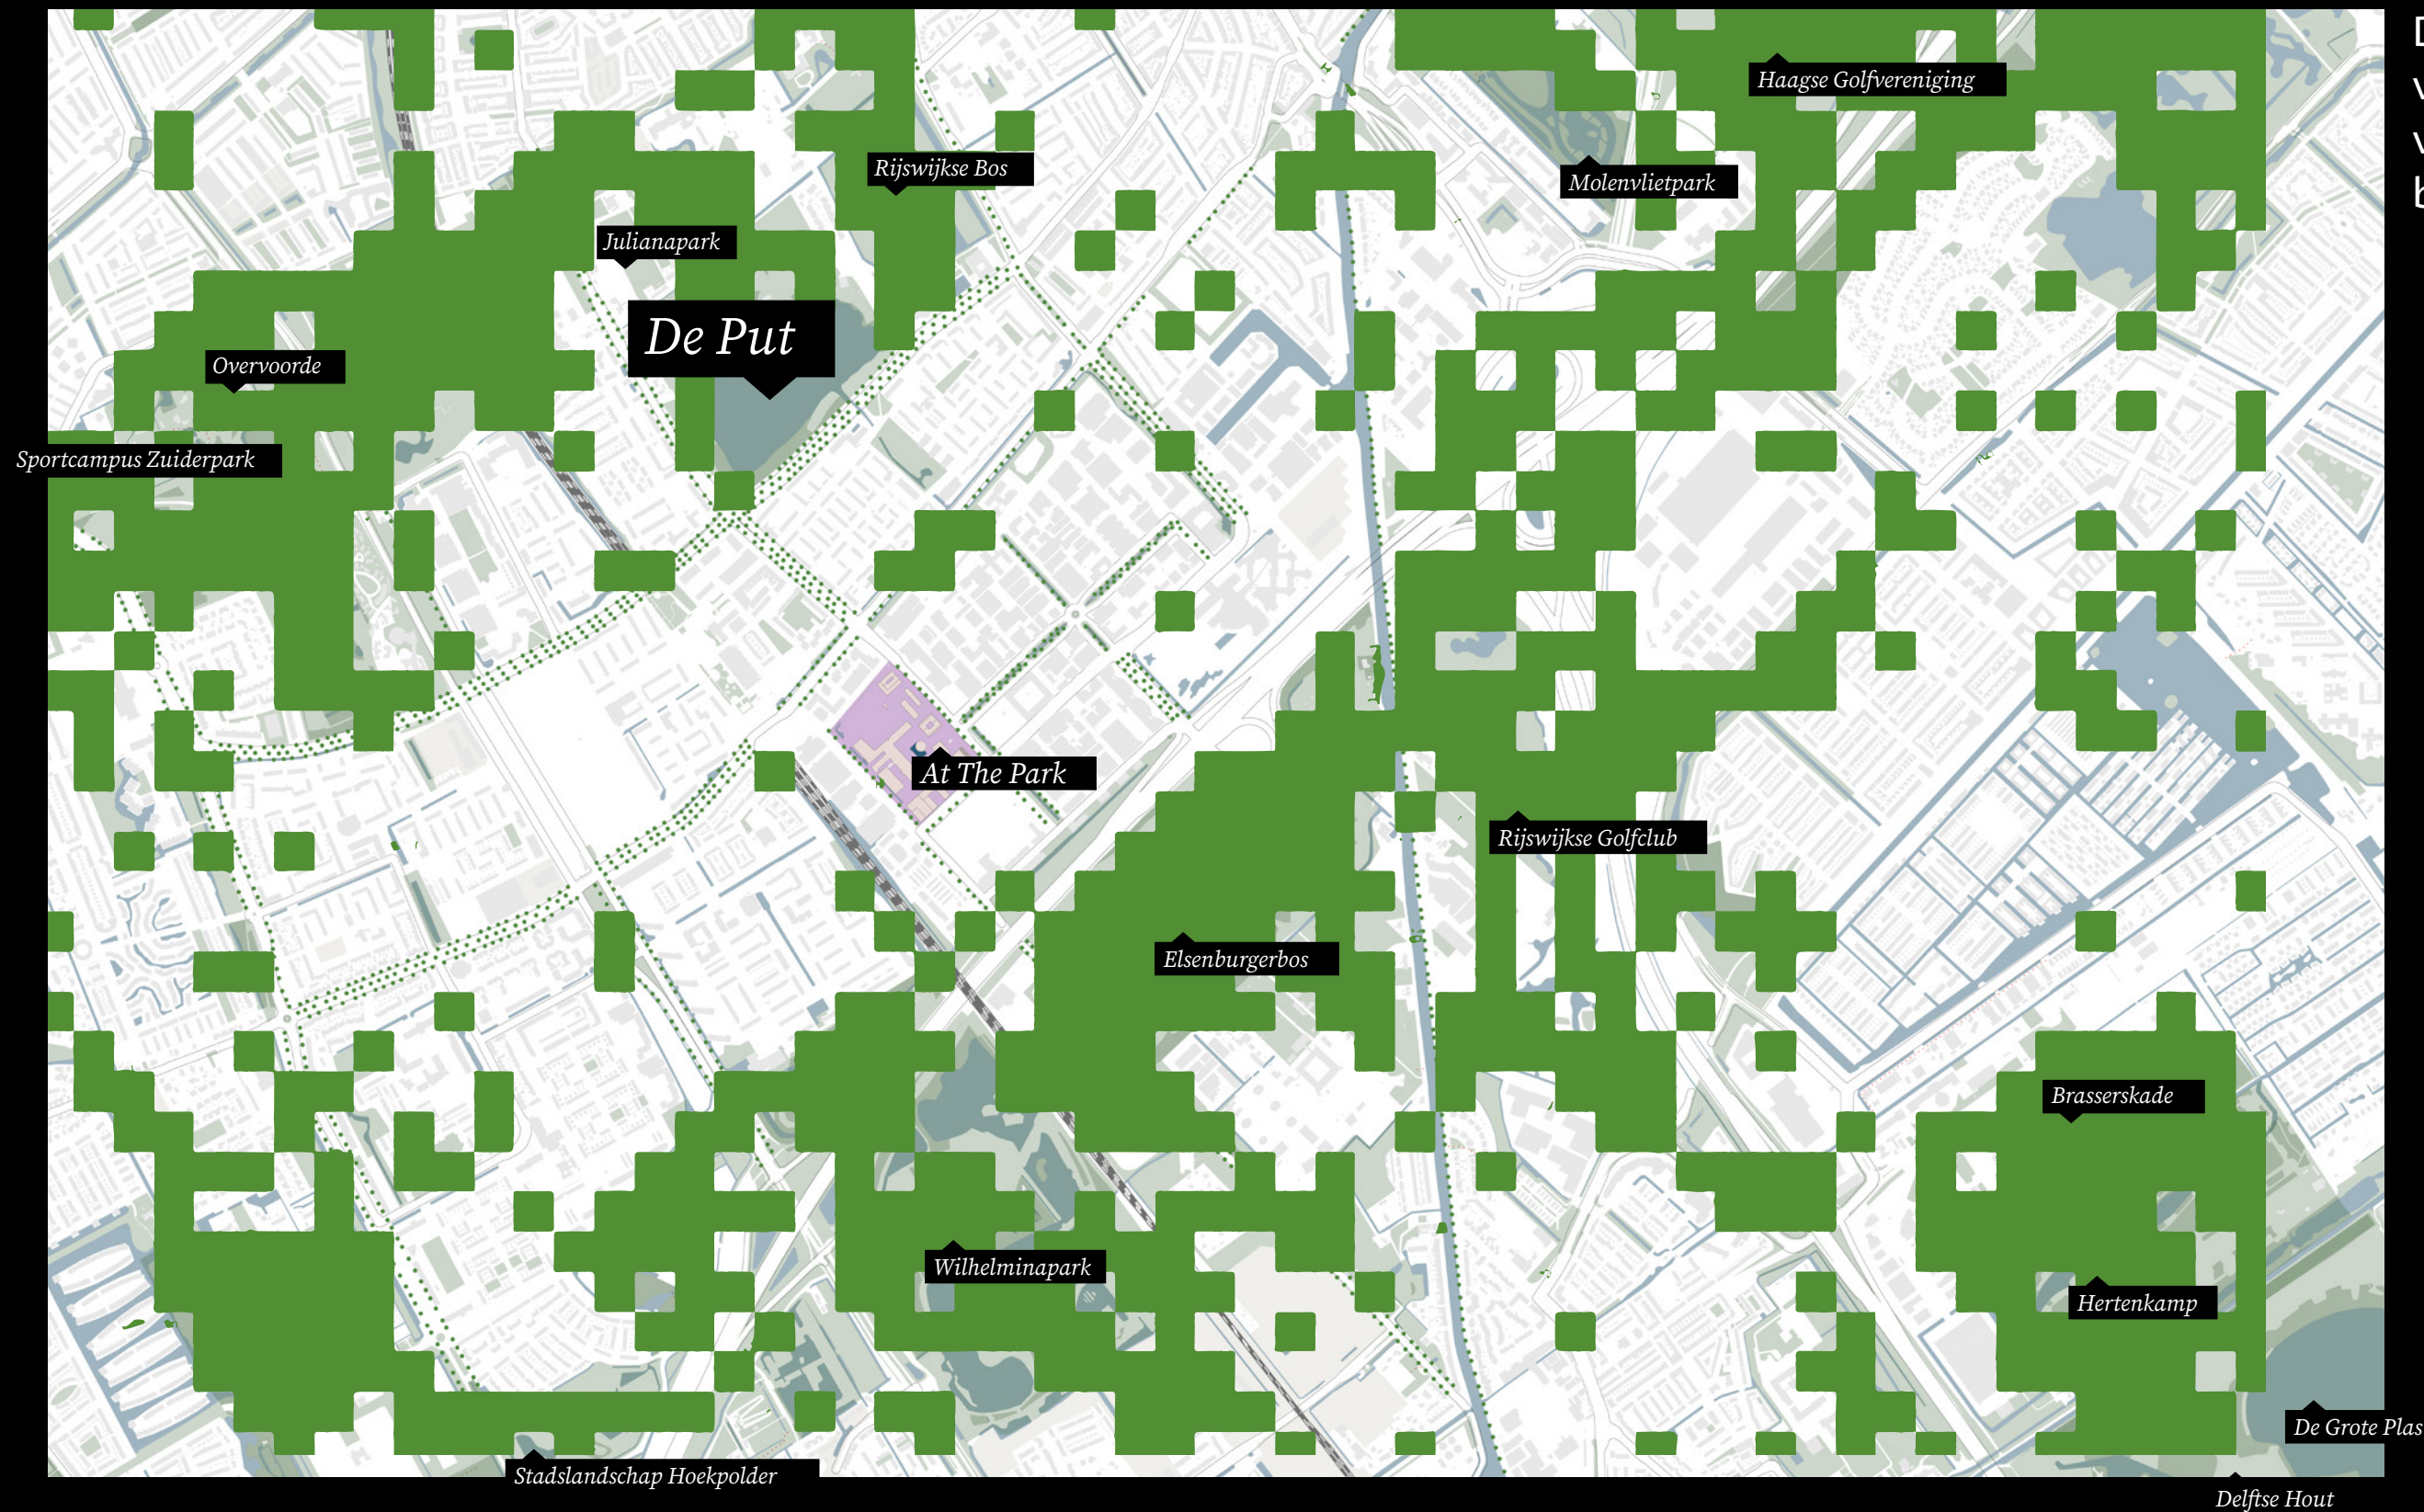 Haagse Golfvereniging
Rijswijkse Bos
Molenvlietpark
Julianapark
De Put
Overvoorde
Sportcampus Zuiderpark
At The Park
Rijswijkse Golfclub
Elsenburgerbos
Brasserskade
Wilhelminapark
Hertenkamp
De Grote Plas
Stadslandschap Hoekpolder
Delftse Hout